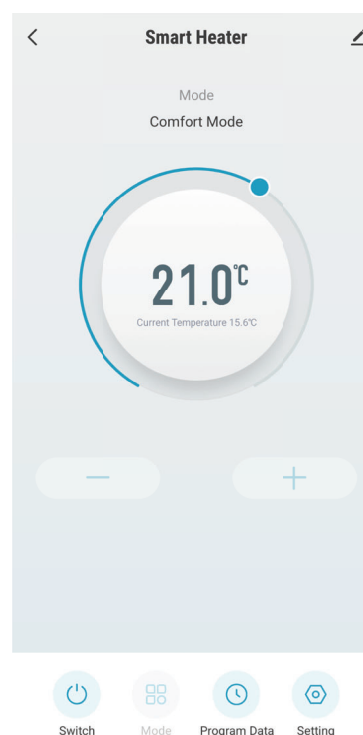 Smart Heater
Mode
Comfort Mode
21.0℃
Current Temperature 15.6℃
Switch Mode Program Data Setting